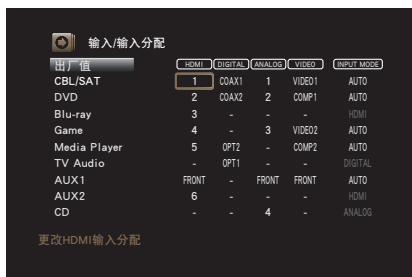 输入/输入分配
出厂值 HDMI DIGITAL ANALOG VIDEO INPUT MODE
CBL/SAT 1 COAX1 1 VIDEO1 AUTO
DVD 2 COAX2 2 COMP1 AUTO
Blu-ray 3 - - - HDMI
Game 4 - 3 VIDEO2 AUTO
Media Player 5 OPT2 - COMP2 AUTO
TV Audio - OPT1 - - DIGITAL
AUX1 FRONT - FRONT FRONT AUTO
AUX2 6 - - - HDMI
CD - - 4 - ANALOG
更改HDMI输入分配